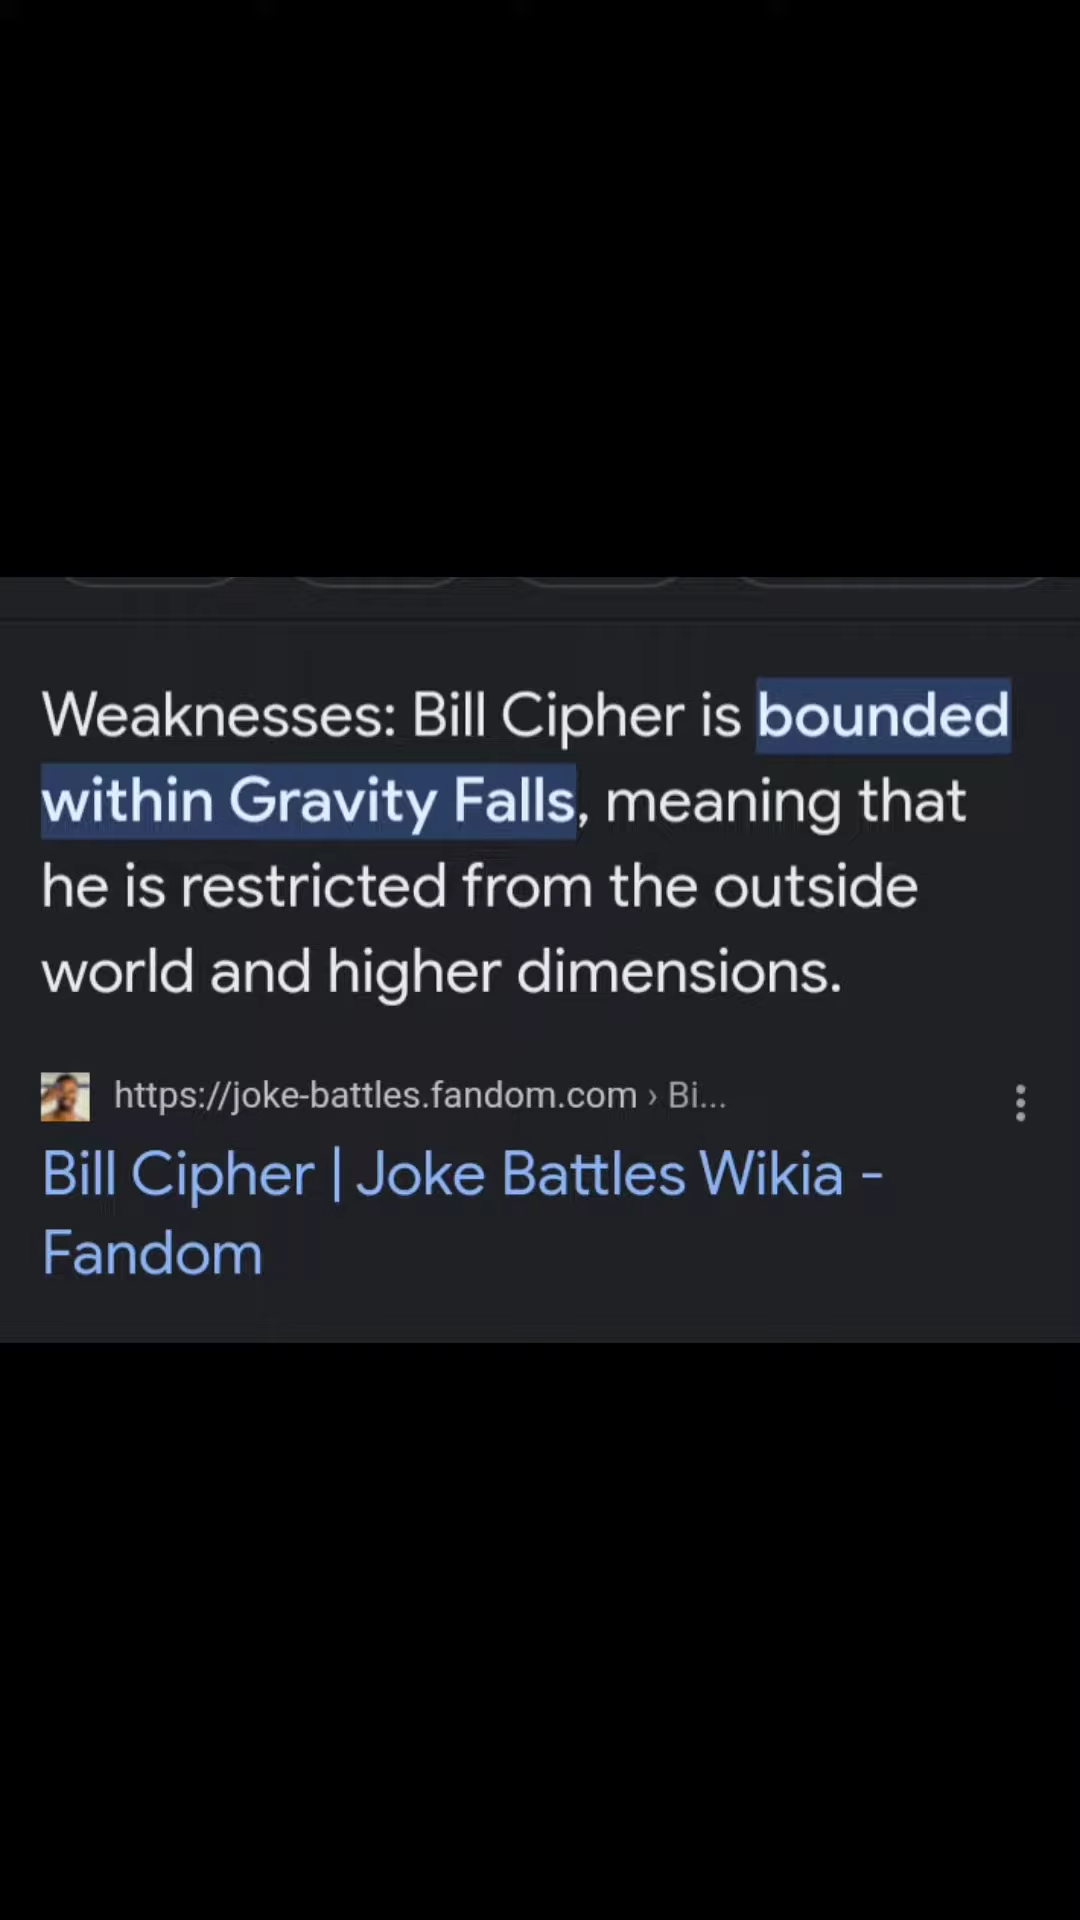 Weaknesses: Bill Cipher is bounded
within Gravity Falls, meaning that
he is restricted from the outside
world and higher dimensions.
https://joke-battles.fandom.com › Bi...
Bill Cipher | Joke Battles Wikia -
Fandom